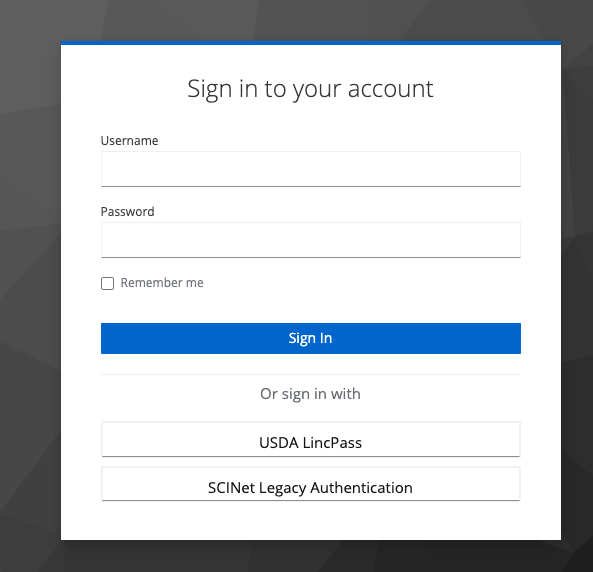 Sign in to your account
Username
Password
Remember me
Sign In
Or sign in with
USDA LincPass
SCINet Legacy Authentication